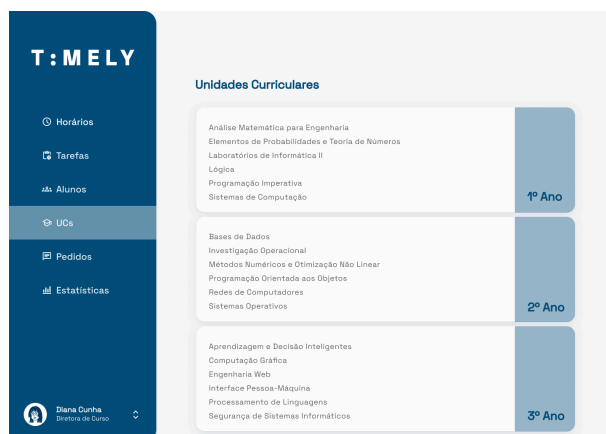 T:MELY
Horários
Tarefas
Alunos
UCs
Pedidos
Estatísticas
Diana Cunha
Diretora de Curso
Unidades Curriculares
Análise Matemática para Engenharia
Elementos de Probabilidades e Teoria de Números
Laboratórios de Informática II
Lógica
Programação Imperativa
Sistemas de Computação
1º Ano
Bases de Dados
Investigação Operacional
Métodos Numéricos e Otimização Não Linear
Programação Orientada aos Objetos
Redes de Computadores
Sistemas Operativos
2º Ano
Aprendizagem e Decisão Inteligentes
Computação Gráfica
Engenharia Web
Interface Pessoa-Máquina
Processamento de Linguagens
Segurança de Sistemas Informáticos
3º Ano